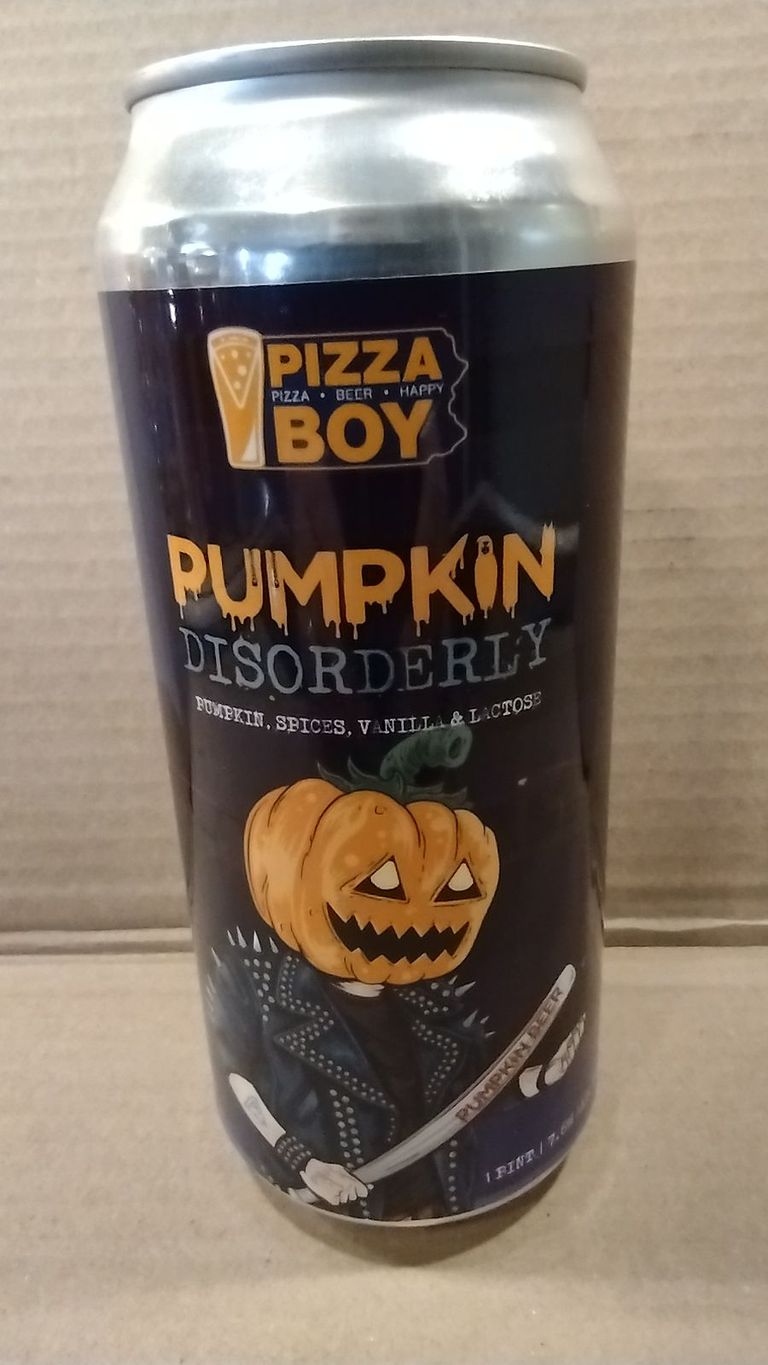 PIZZA
PIZZA • BEER • HAPPY
BOY
PUMPKIN
DISORDERLY
PUMPKIN, SPICES, VANILLA & LACTOSE
PUMPKIN BEER
1 PINT |